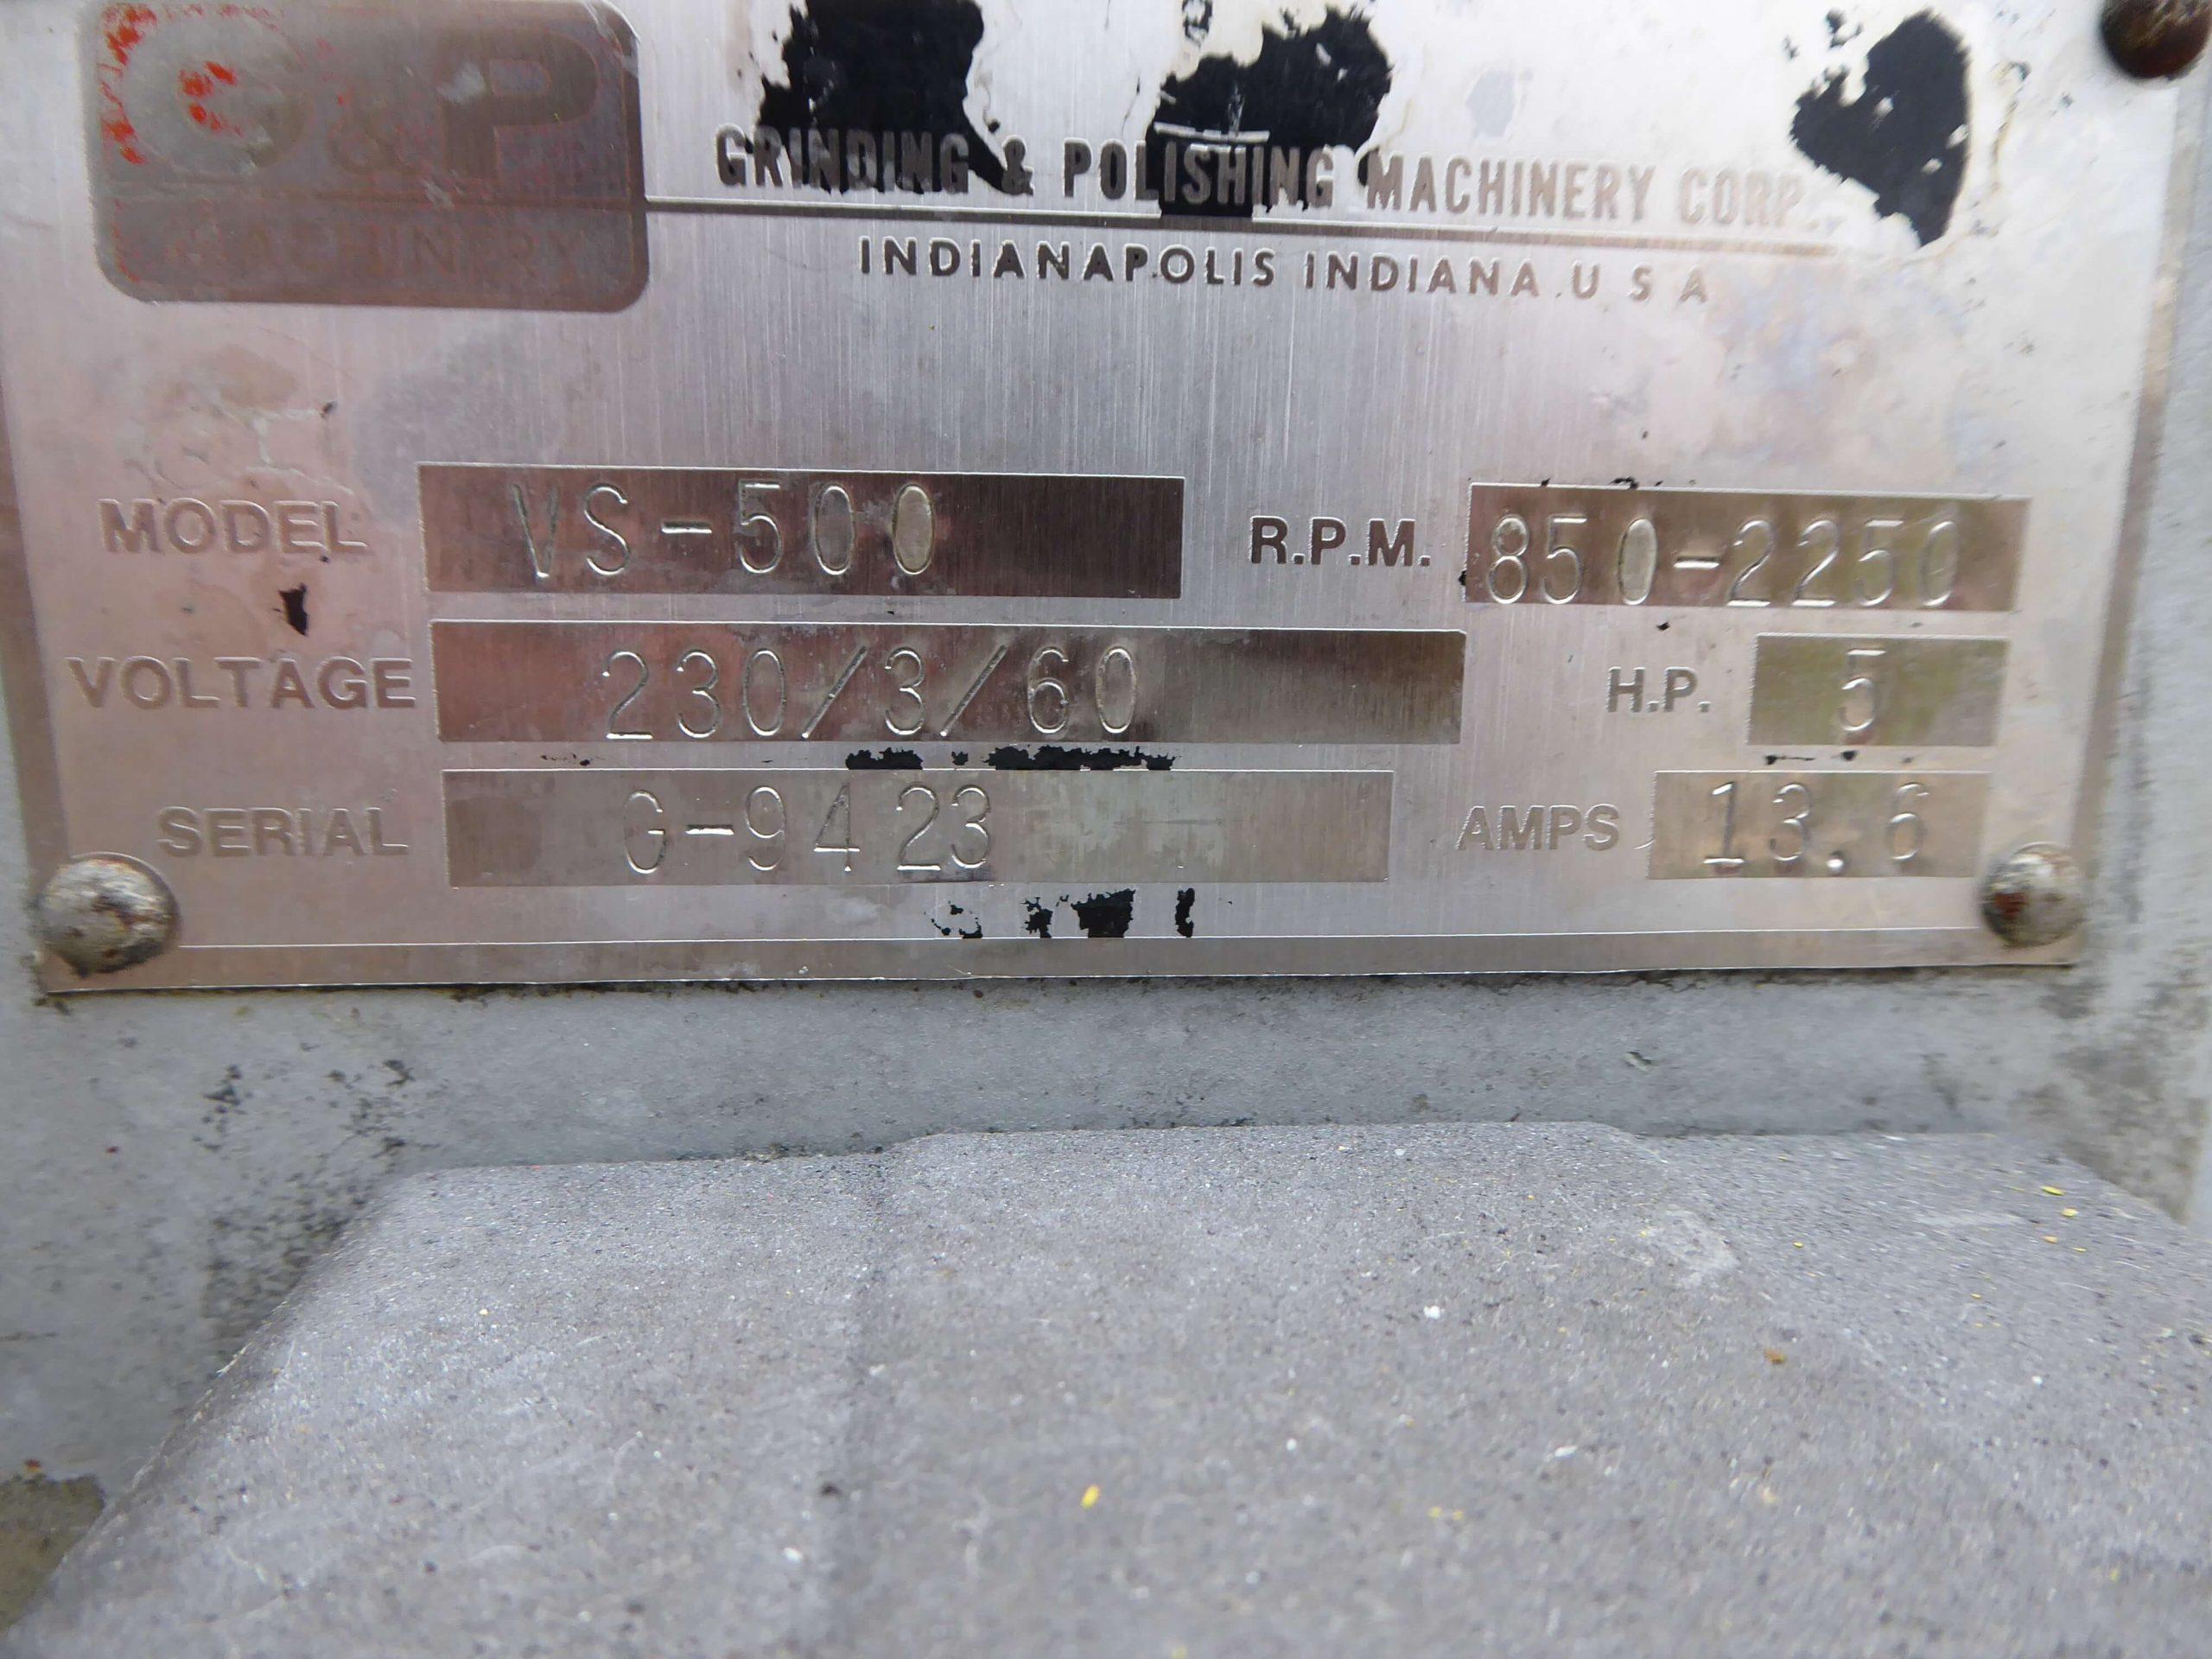 G&P
MACHINERY
GRINDING & POLISHING MACHINERY CORP.
INDIANAPOLIS INDIANA U S A
MODEL VS-500 R.P.M. 850-2250
VOLTAGE 230/3/60 H.P. 5
SERIAL G-9423 AMPS 13.6